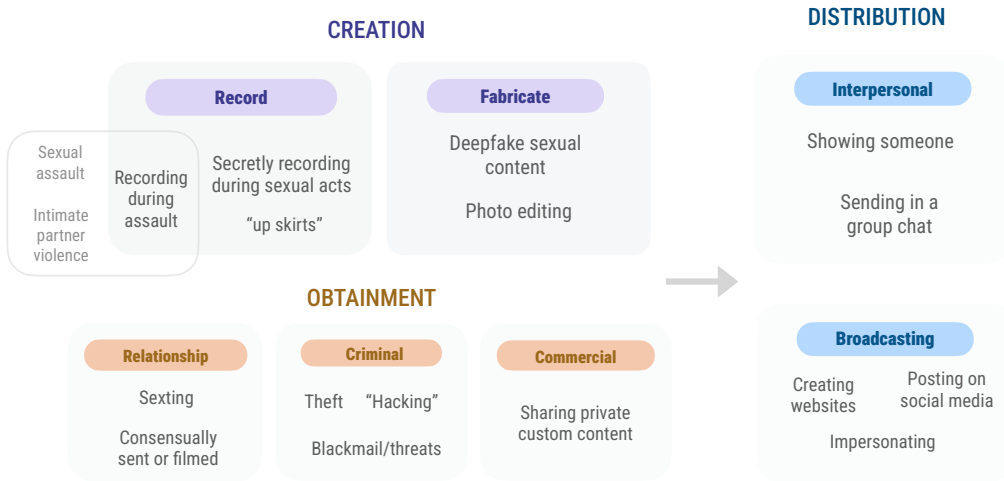 CREATION
DISTRIBUTION
Record
Fabricate
Interpersonal
Sexual
assault
Intimate
partner
violence
Recording
during
assault
Secretly recording
during sexual acts
“up skirts”
Deepfake sexual
content
Photo editing
Showing someone
Sending in a
group chat
OBTAINMENT
Relationship
Criminal
Commercial
Broadcasting
Sexting
Consensually
sent or filmed
Theft “Hacking”
Blackmail/threats
Sharing private
custom content
Creating
websites
Posting on
social media
Impersonating